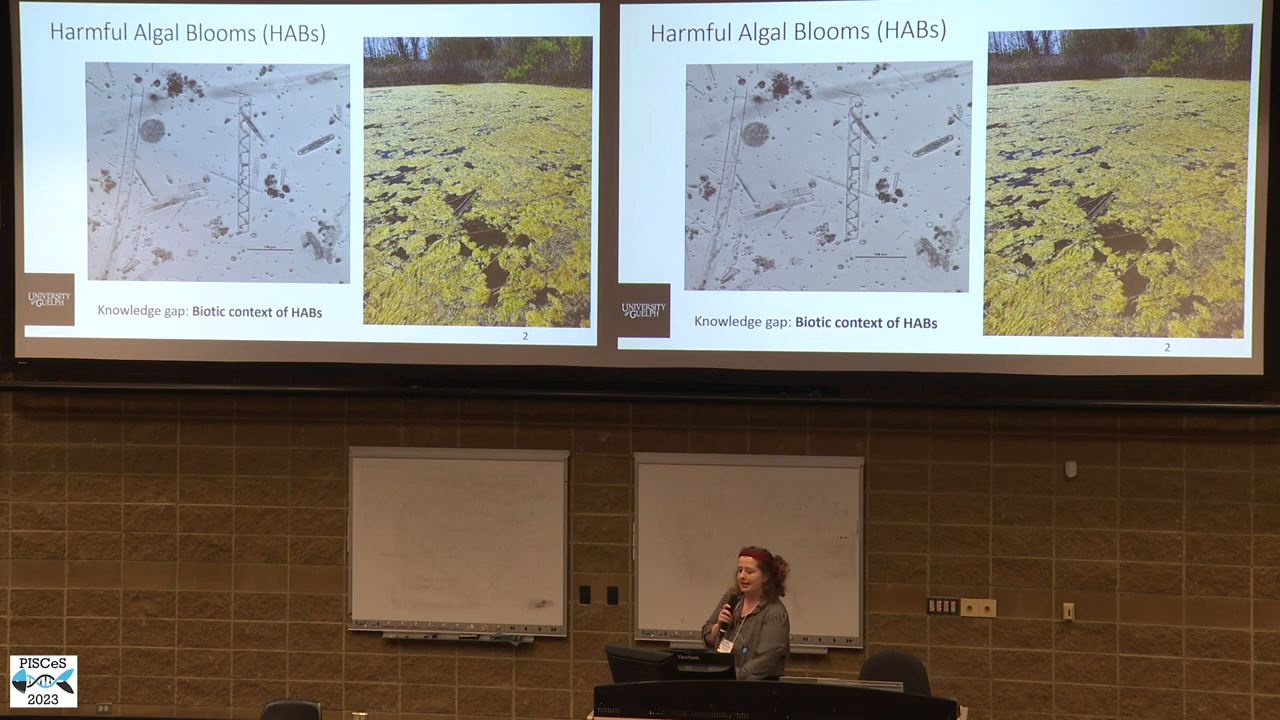 Harmful Algal Blooms (HABs)
UNIVERSITY
of GUELPH
Knowledge gap: Biotic context of HABs
2
Harmful Algal Blooms (HABs)
UNIVERSITY
of GUELPH
Knowledge gap: Biotic context of HABs
2
ViewSonic
PISCeS
2023